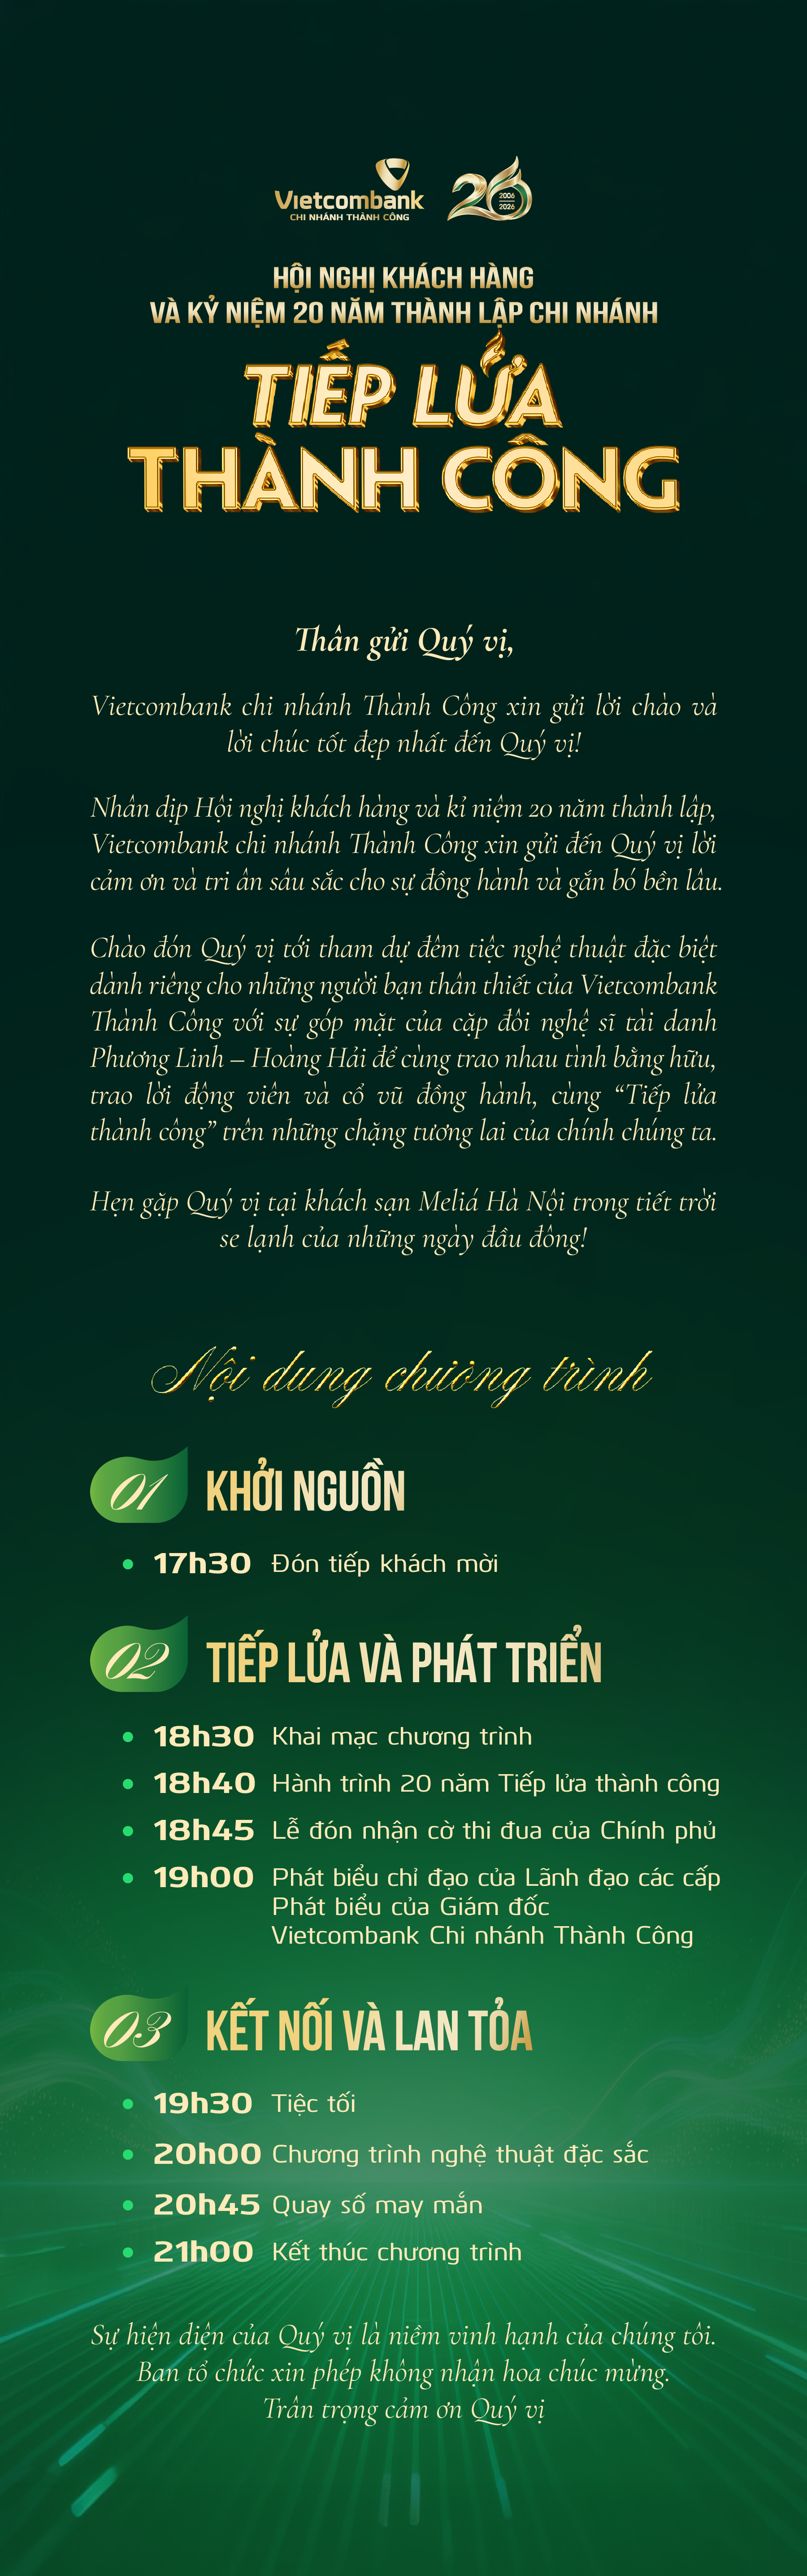 Vietcombank
CHI NHÁNH THÀNH CÔNG
20
2006
2026
HỘI NGHỊ KHÁCH HÀNG
VÀ KỶ NIỆM 20 NĂM THÀNH LẬP CHI NHÁNH
TIẾP LỬA
THÀNH CÔNG
Thân gửi Quý vị,
Vietcombank chi nhánh Thành Công xin gửi lời chào và
lời chúc tốt đẹp nhất đến Quý vị!
Nhân dịp Hội nghị khách hàng và kỉ niệm 20 năm thành lập,
Vietcombank chi nhánh Thành Công xin gửi đến Quý vị lời
cảm ơn và tri ân sâu sắc cho sự đồng hành và gắn bó bền lâu.
Chào đón Quý vị tới tham dự đêm tiệc nghệ thuật đặc biệt
dành riêng cho những người bạn thân thiết của Vietcombank
Thành Công với sự góp mặt của cặp đôi nghệ sĩ tài danh
Phương Linh – Hoàng Hải để cùng trao nhau tình bằng hữu,
trao lời động viên và cổ vũ đồng hành, cùng “Tiếp lửa
thành công” trên những chặng tương lai của chính chúng ta.
Hẹn gặp Quý vị tại khách sạn Meliá Hà Nội trong tiết trời
se lạnh của những ngày đầu đông!
Nội dung chương trình
01 KHỞI NGUỒN
17h30 Đón tiếp khách mời
02 TIẾP LỬA VÀ PHÁT TRIỂN
18h30 Khai mạc chương trình
18h40 Hành trình 20 năm Tiếp lửa thành công
18h45 Lễ đón nhận cờ thi đua của Chính phủ
19h00 Phát biểu chỉ đạo của Lãnh đạo các cấp
Phát biểu của Giám đốc
Vietcombank Chi nhánh Thành Công
03 KẾT NỐI VÀ LAN TỎA
19h30 Tiệc tối
20h00 Chương trình nghệ thuật đặc sắc
20h45 Quay số may mắn
21h00 Kết thúc chương trình
Sự hiện diện của Quý vị là niềm vinh hạnh của chúng tôi.
Ban tổ chức xin phép không nhận hoa chúc mừng.
Trân trọng cảm ơn Quý vị